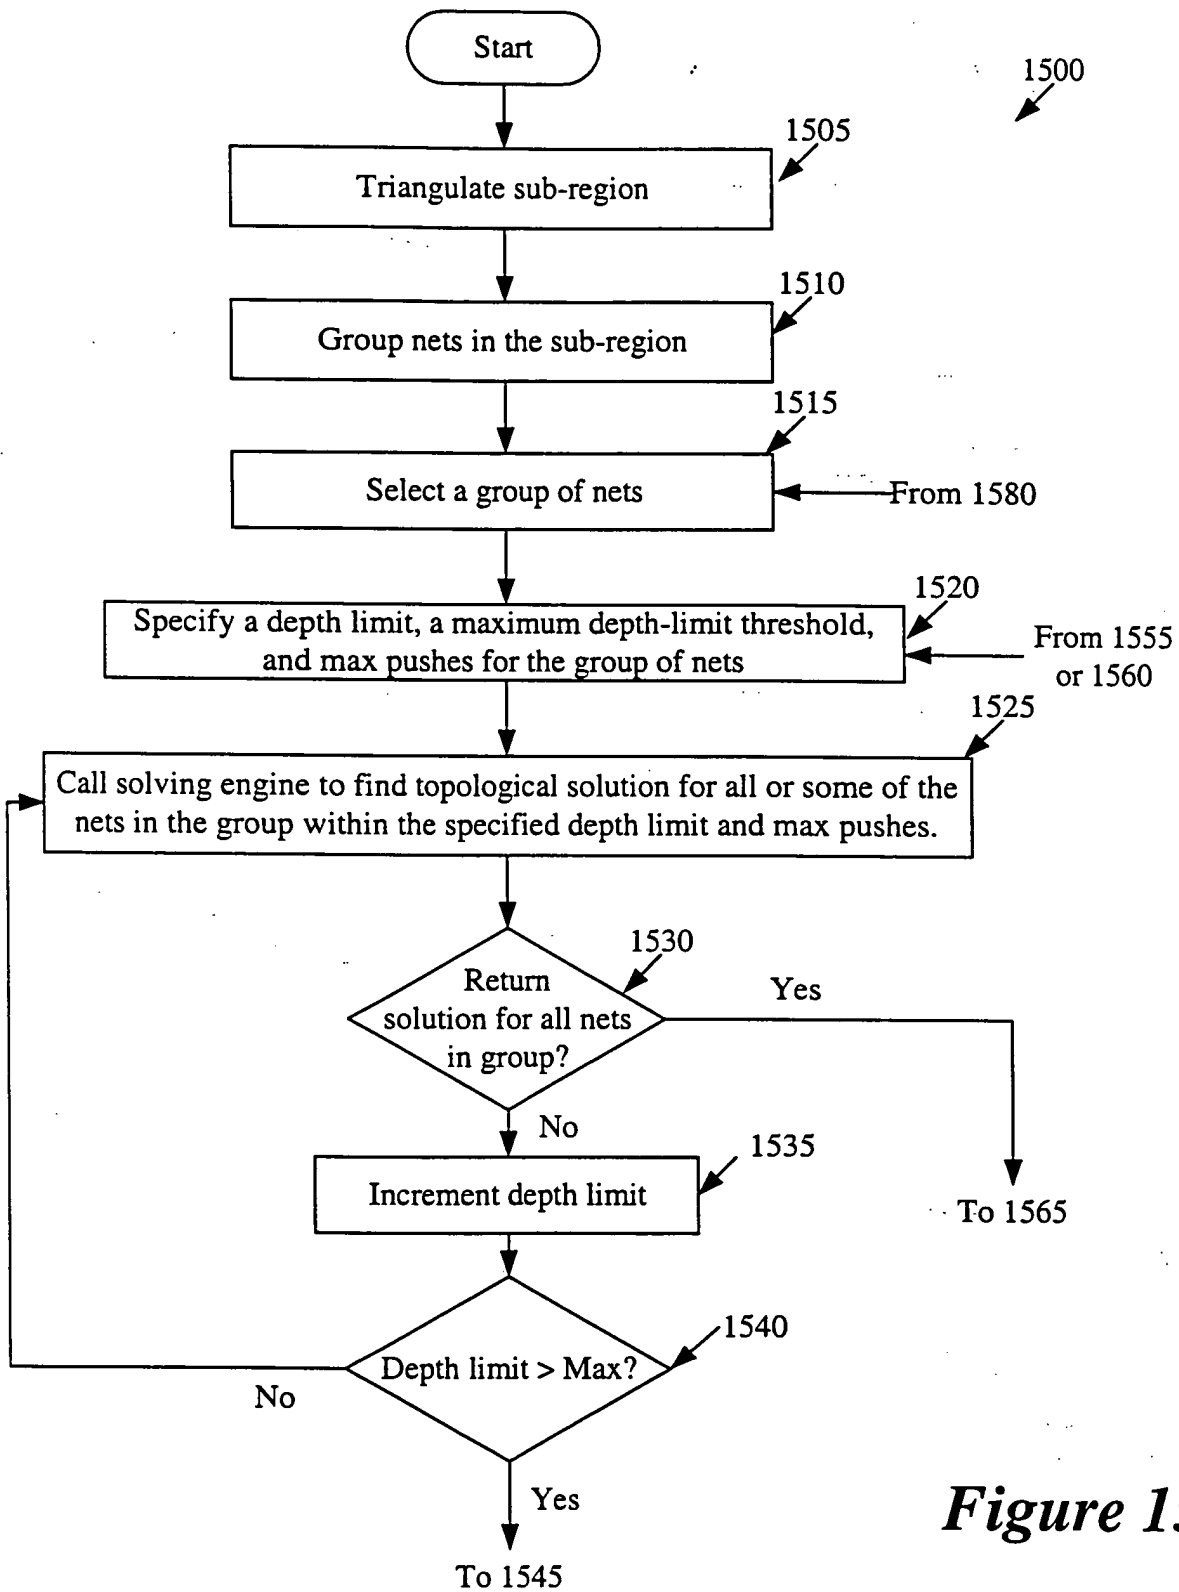 Start
1500
1505
Triangulate sub-region
1510
Group nets in the sub-region
1515
Select a group of nets
From 1580
1520
Specify a depth limit, a maximum depth-limit threshold,
and max pushes for the group of nets
From 1555
or 1560
1525
Call solving engine to find topological solution for all or some of the
nets in the group within the specified depth limit and max pushes.
1530
Return
solution for all nets
in group?
Yes
No
1535
Increment depth limit
To 1565
1540
Depth limit > Max?
No
Yes
To 1545
Figure 1